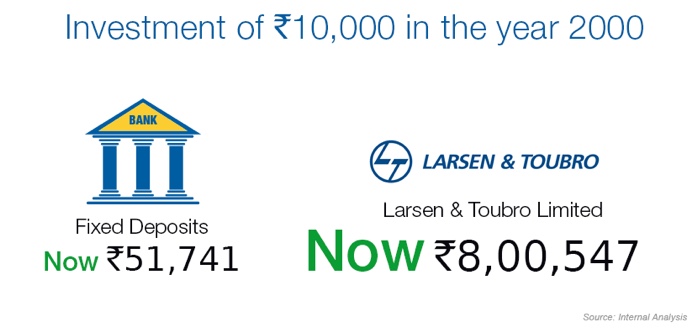 Investment of ₹10,000 in the year 2000
BANK
Fixed Deposits
Now ₹51,741
LT LARSEN & TOUBRO
Larsen & Toubro Limited
Now ₹8,00,547
Source: Internal Analysis